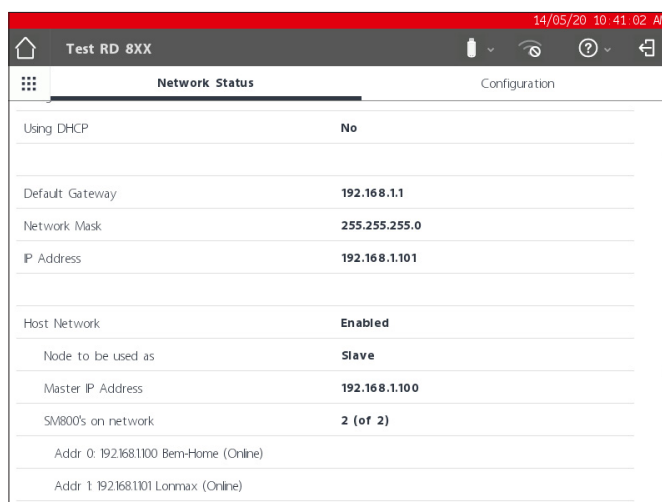 14/05/20 10:41:02 AM
Test RD 8XX
Network Status Configuration
Using DHCP No
Default Gateway 192.168.1.1
Network Mask 255.255.255.0
IP Address 192.168.1.101
Host Network Enabled
Node to be used as Slave
Master IP Address 192.168.1.100
SM800's on network 2 (of 2)
Addr 0: 192.168.1.100 Bem-Home (Online)
Addr 1: 192.168.1.101 Lonmax (Online)